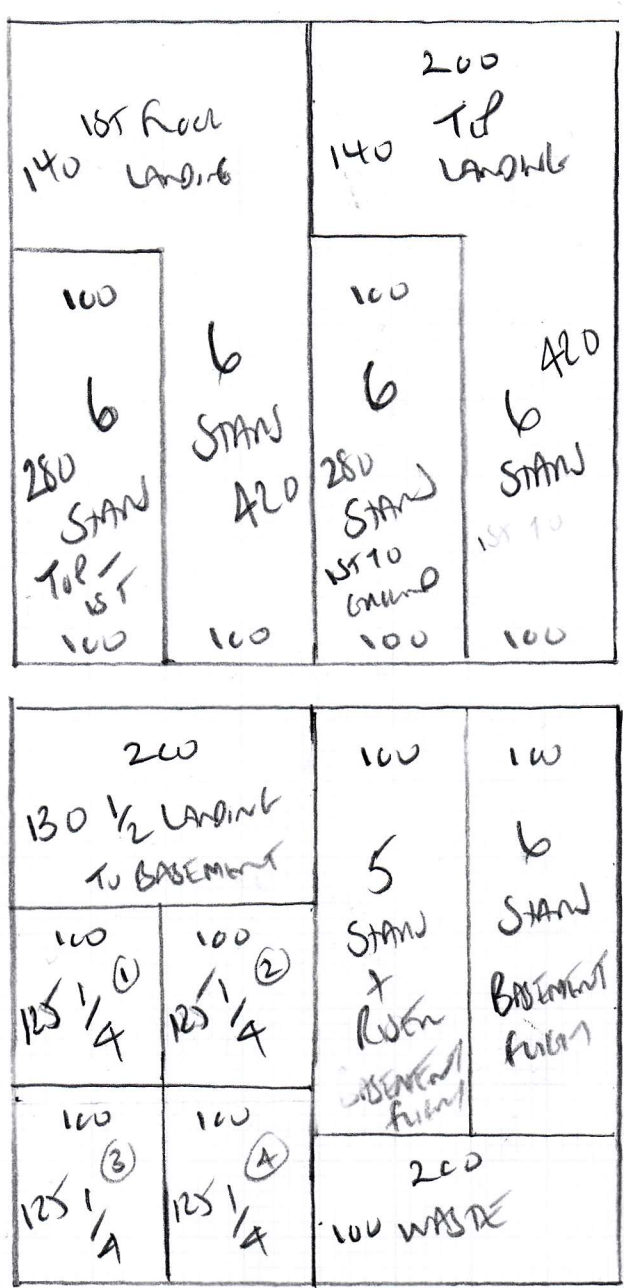 1ST FLOOR
140 LANDING
100
6
280
STAIRS
TOP -
1ST
100
6
STAIRS
420
100
200
TOP
140 LANDING
100
6
280
STAIRS
1ST TO
GROUND
100
420
6
STAIRS
1ST TO
100
200
130 1/2 LANDING
TO BASEMENT
100
125 1/4 ①
100
125 1/4 ②
100
125 1/4 ③
100
125 1/4 ④
100
5
STAIRS
+
RISER
BASEMENT
FLIGHT
100
6
STAIRS
BASEMENT
FLIGHT
200
100 WASTE